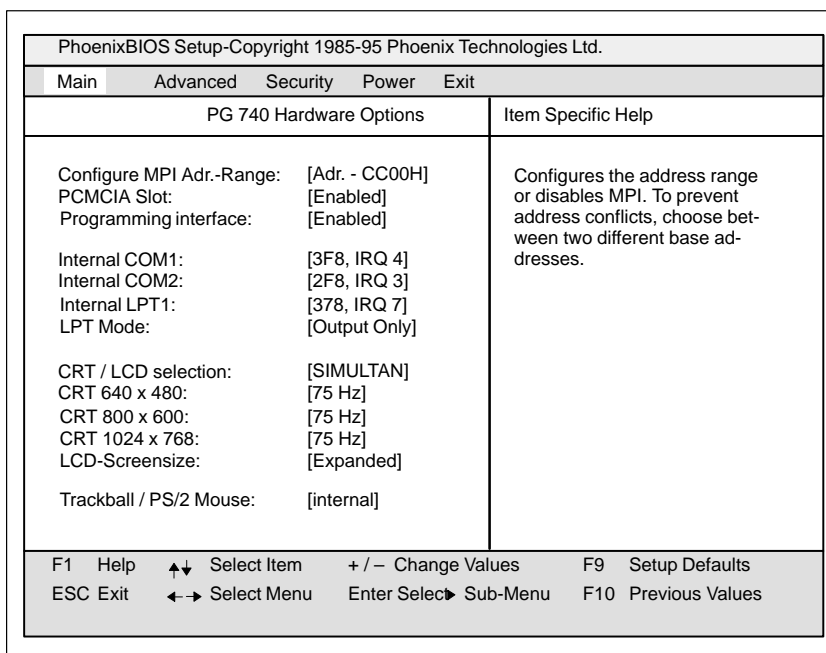 PhoenixBIOS Setup-Copyright 1985-95 Phoenix Technologies Ltd.
Main Advanced Security Power Exit
PG 740 Hardware Options
Item Specific Help
Configure MPI Adr.-Range: [Adr. - CC00H]
PCMCIA Slot: [Enabled]
Programming interface: [Enabled]
Internal COM1: [3F8, IRQ 4]
Internal COM2: [2F8, IRQ 3]
Internal LPT1: [378, IRQ 7]
LPT Mode: [Output Only]
CRT / LCD selection: [SIMULTAN]
CRT 640 x 480: [75 Hz]
CRT 800 x 600: [75 Hz]
CRT 1024 x 768: [75 Hz]
LCD-Screensize: [Expanded]
Trackball / PS/2 Mouse: [internal]
Configures the address range
or disables MPI. To prevent
address conflicts, choose bet-
ween two different base ad-
dresses.
F1 Help Select Item + / – Change Values F9 Setup Defaults
ESC Exit Select Menu Enter Select Sub-Menu F10 Previous Values